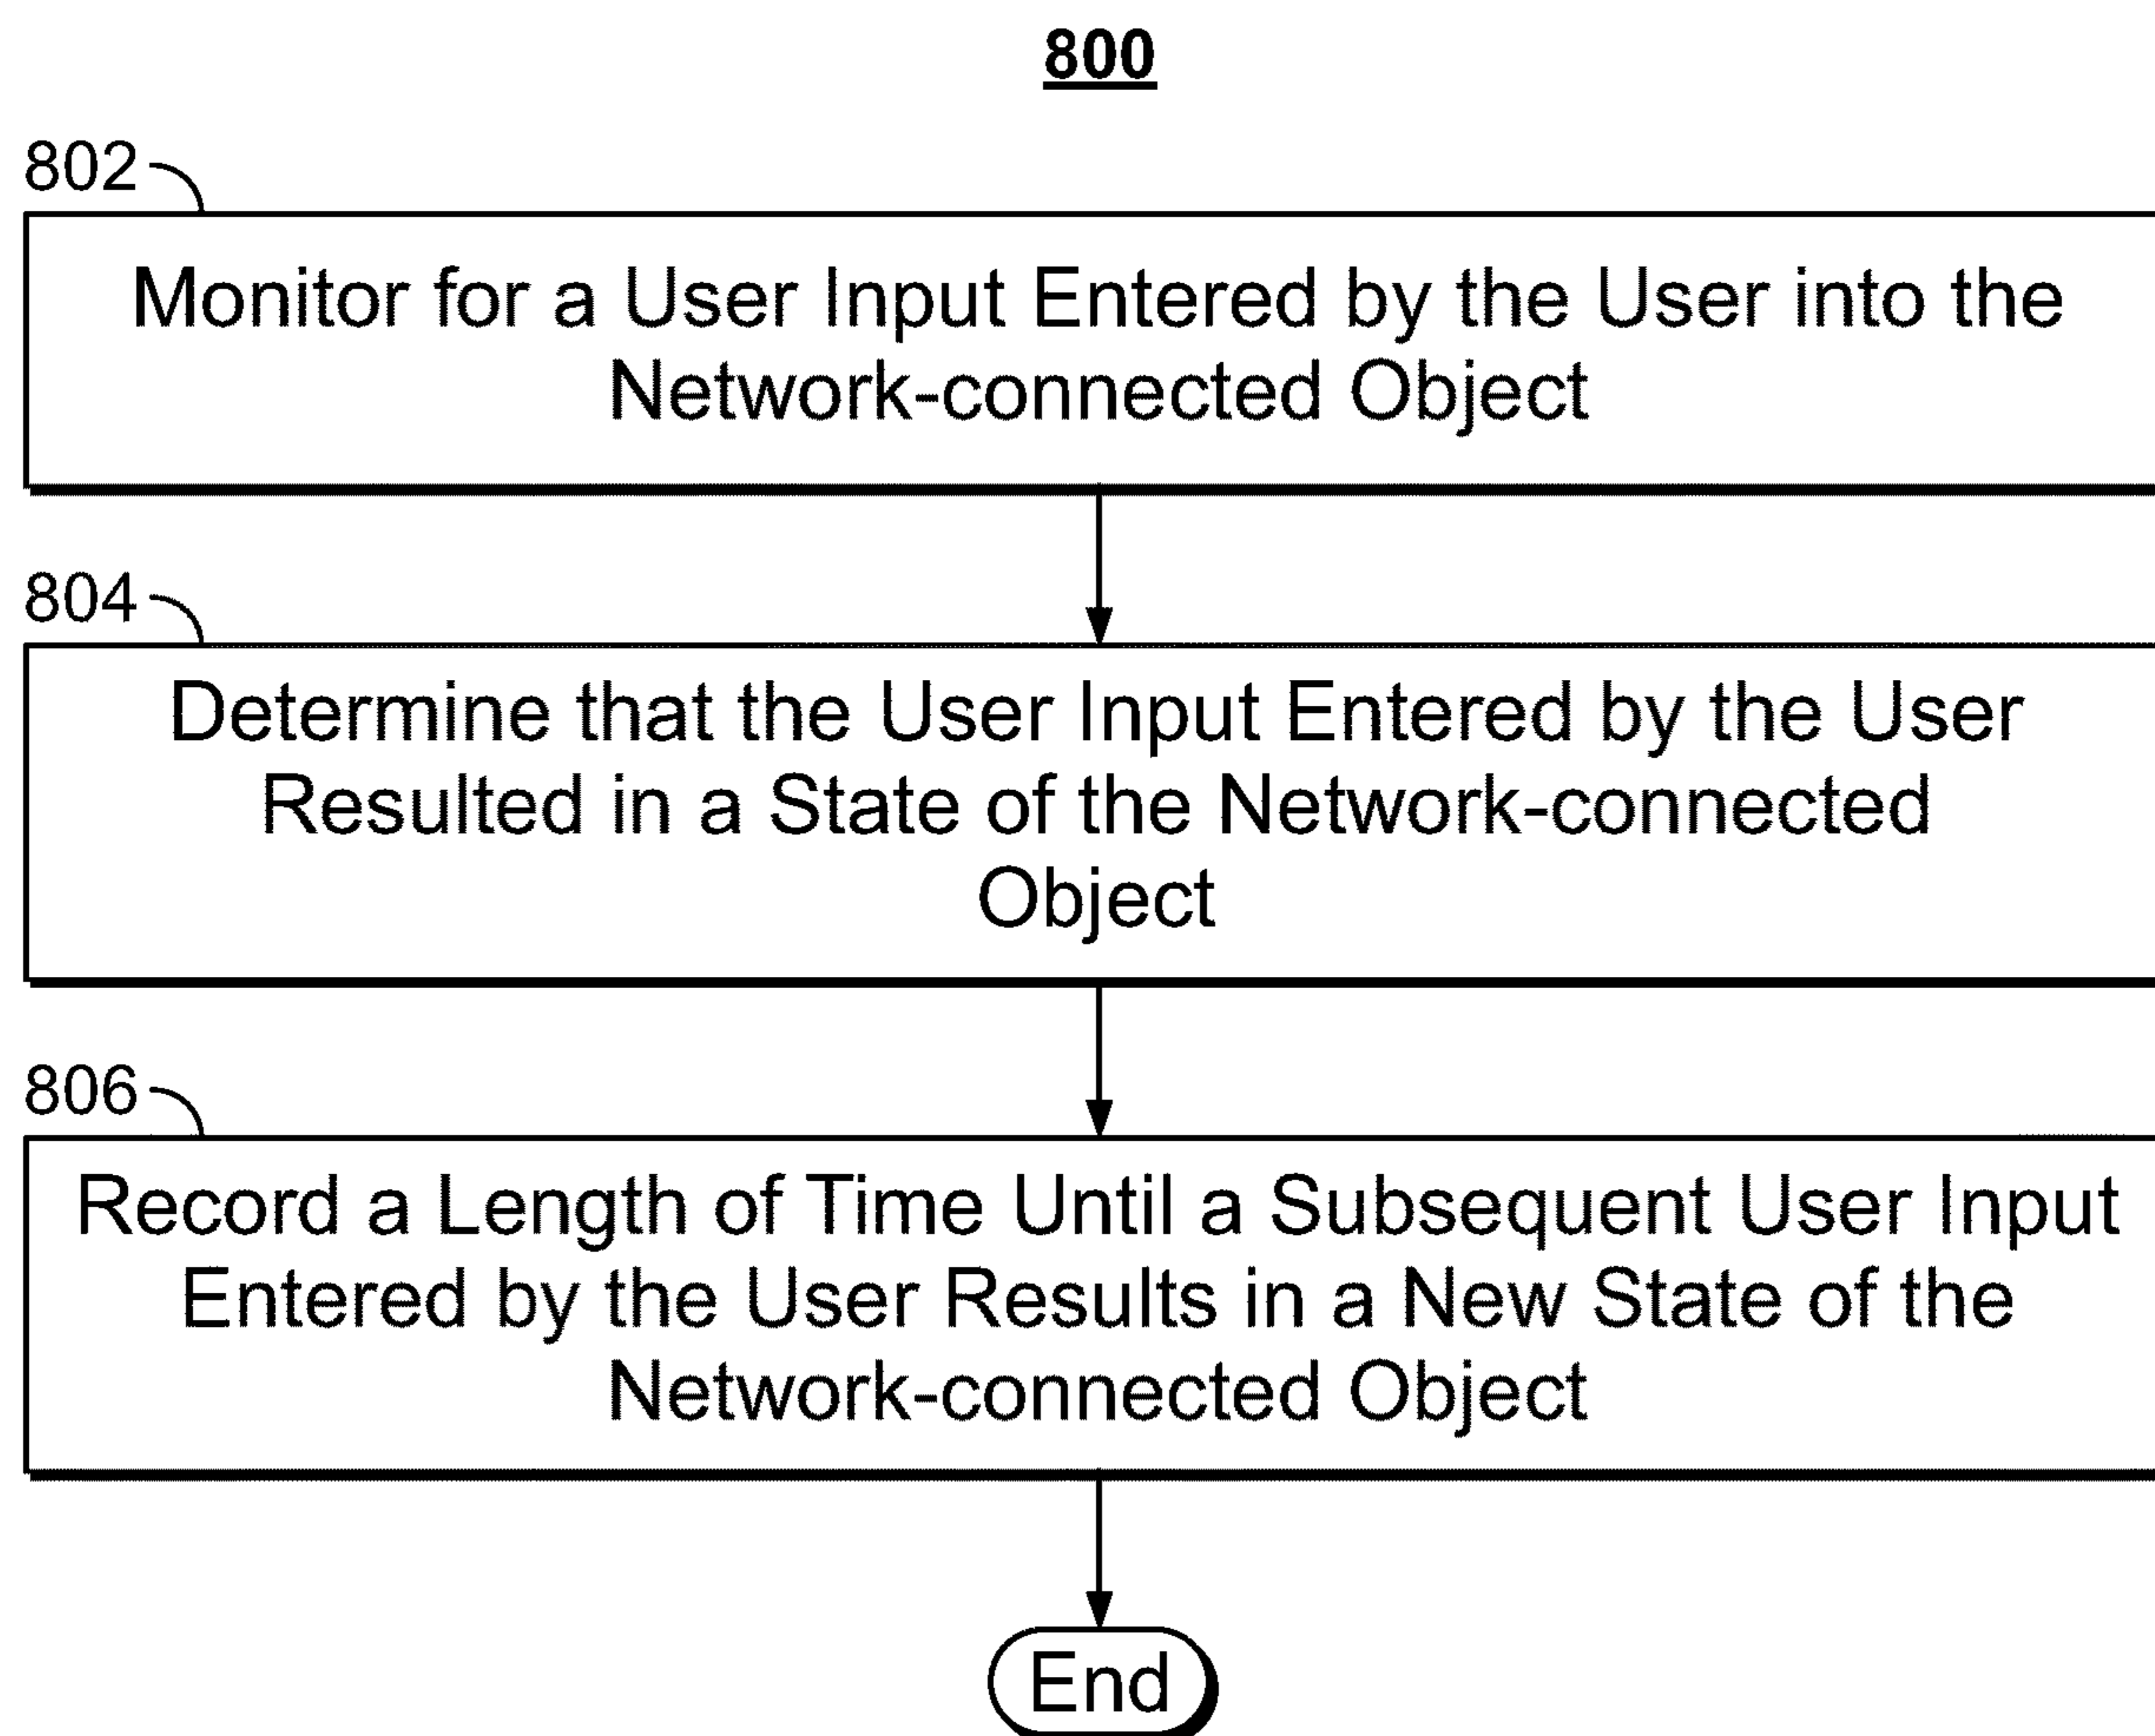 800
802
Monitor for a User Input Entered by the User into the
Network-connected Object
804
Determine that the User Input Entered by the User
Resulted in a State of the Network-connected
Object
806
Record a Length of Time Until a Subsequent User Input
Entered by the User Results in a New State of the
Network-connected Object
End